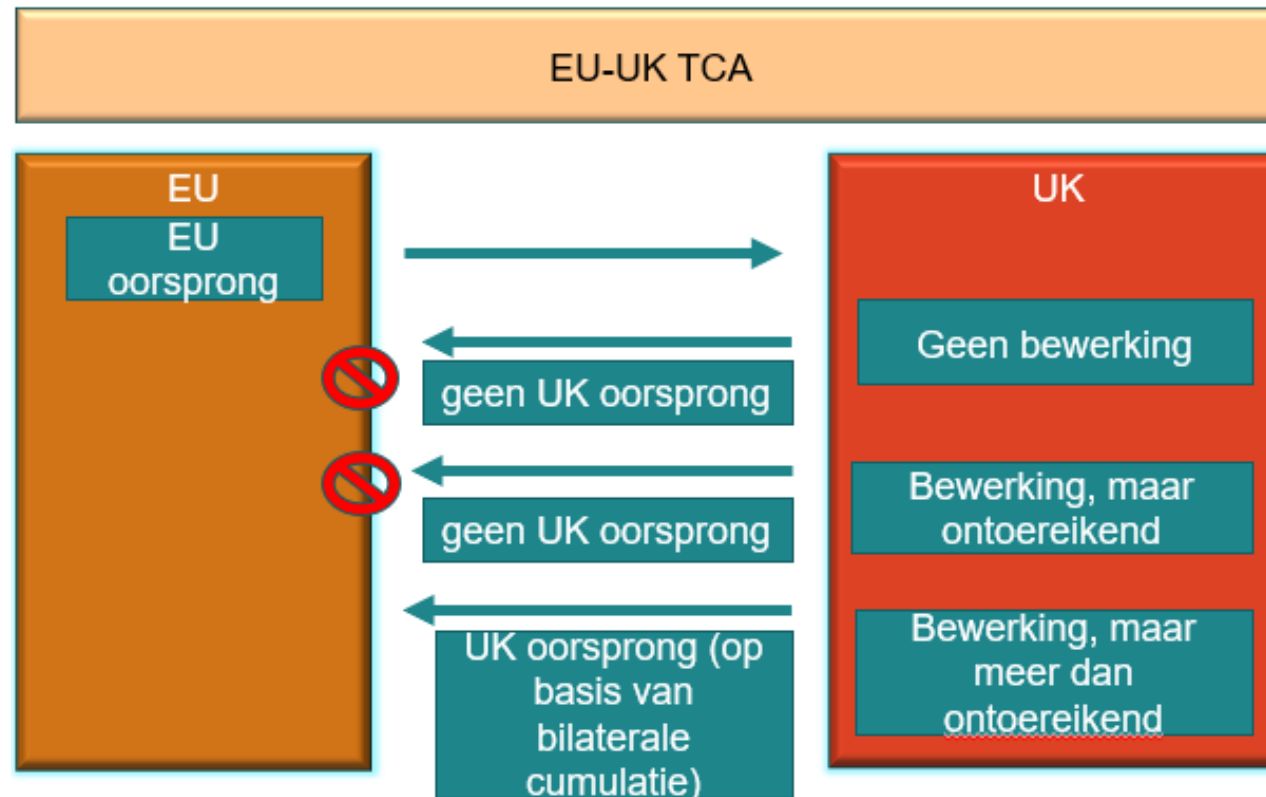 EU-UK TCA
EU
EU
oorsprong
UK
Geen bewerking
geen UK oorsprong
Bewerking, maar
ontoereikend
geen UK oorsprong
Bewerking, maar
meer dan
ontoereikend
UK oorsprong (op
basis van
bilaterale
cumulatie)